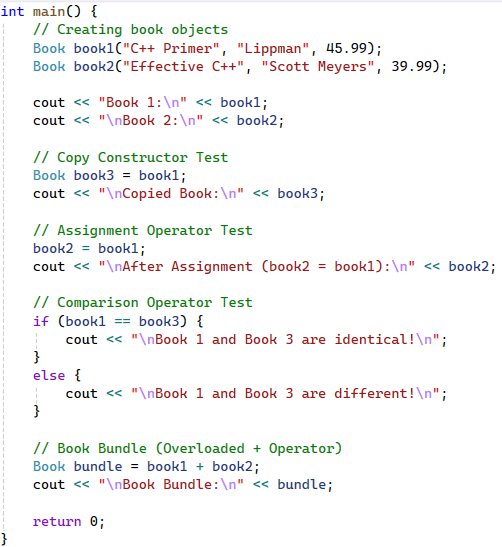 int main() {
    // Creating book objects
    Book book1("C++ Primer", "Lippman", 45.99);
    Book book2("Effective C++", "Scott Meyers", 39.99);

    cout << "Book 1:\n" << book1;
    cout << "\nBook 2:\n" << book2;

    // Copy Constructor Test
    Book book3 = book1;
    cout << "\nCopied Book:\n" << book3;

    // Assignment Operator Test
    book2 = book1;
    cout << "\nAfter Assignment (book2 = book1):\n" << book2;

    // Comparison Operator Test
    if (book1 == book3) {
        cout << "\nBook 1 and Book 3 are identical!\n";
    }
    else {
        cout << "\nBook 1 and Book 3 are different!\n";
    }

    // Book Bundle (Overloaded + Operator)
    Book bundle = book1 + book2;
    cout << "\nBook Bundle:\n" << bundle;

    return 0;
}